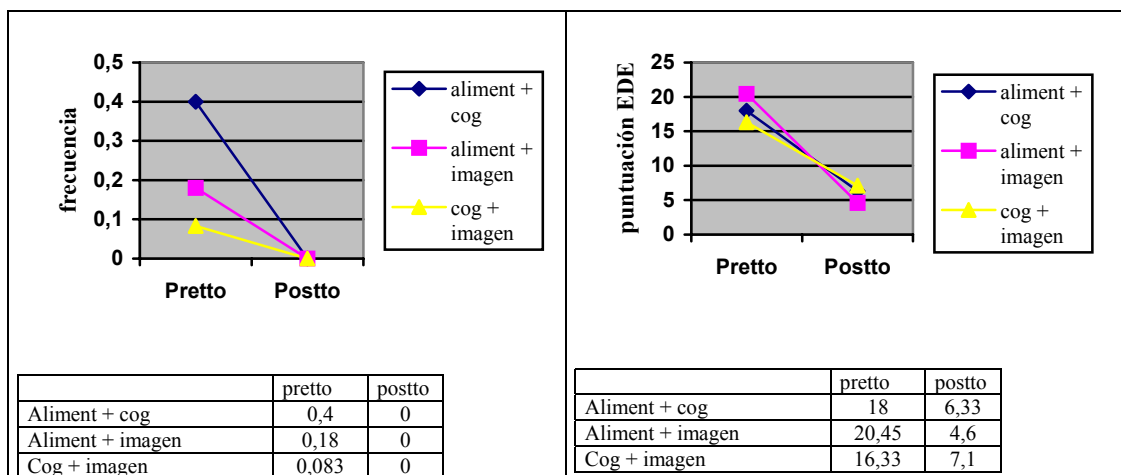 frecuencia
0,5
0,4
0,3
0,2
0,1
0
Pretto Postto
aliment +
cog
aliment +
imagen
cog +
imagen
pretto postto
Aliment + cog 0,4 0
Aliment + imagen 0,18 0
Cog + imagen 0,083 0
puntuación EDE
25
20
15
10
5
0
Pretto Postto
aliment +
cog
aliment +
imagen
cog +
imagen
pretto postto
Aliment + cog 18 6,33
Aliment + imagen 20,45 4,6
Cog + imagen 16,33 7,1